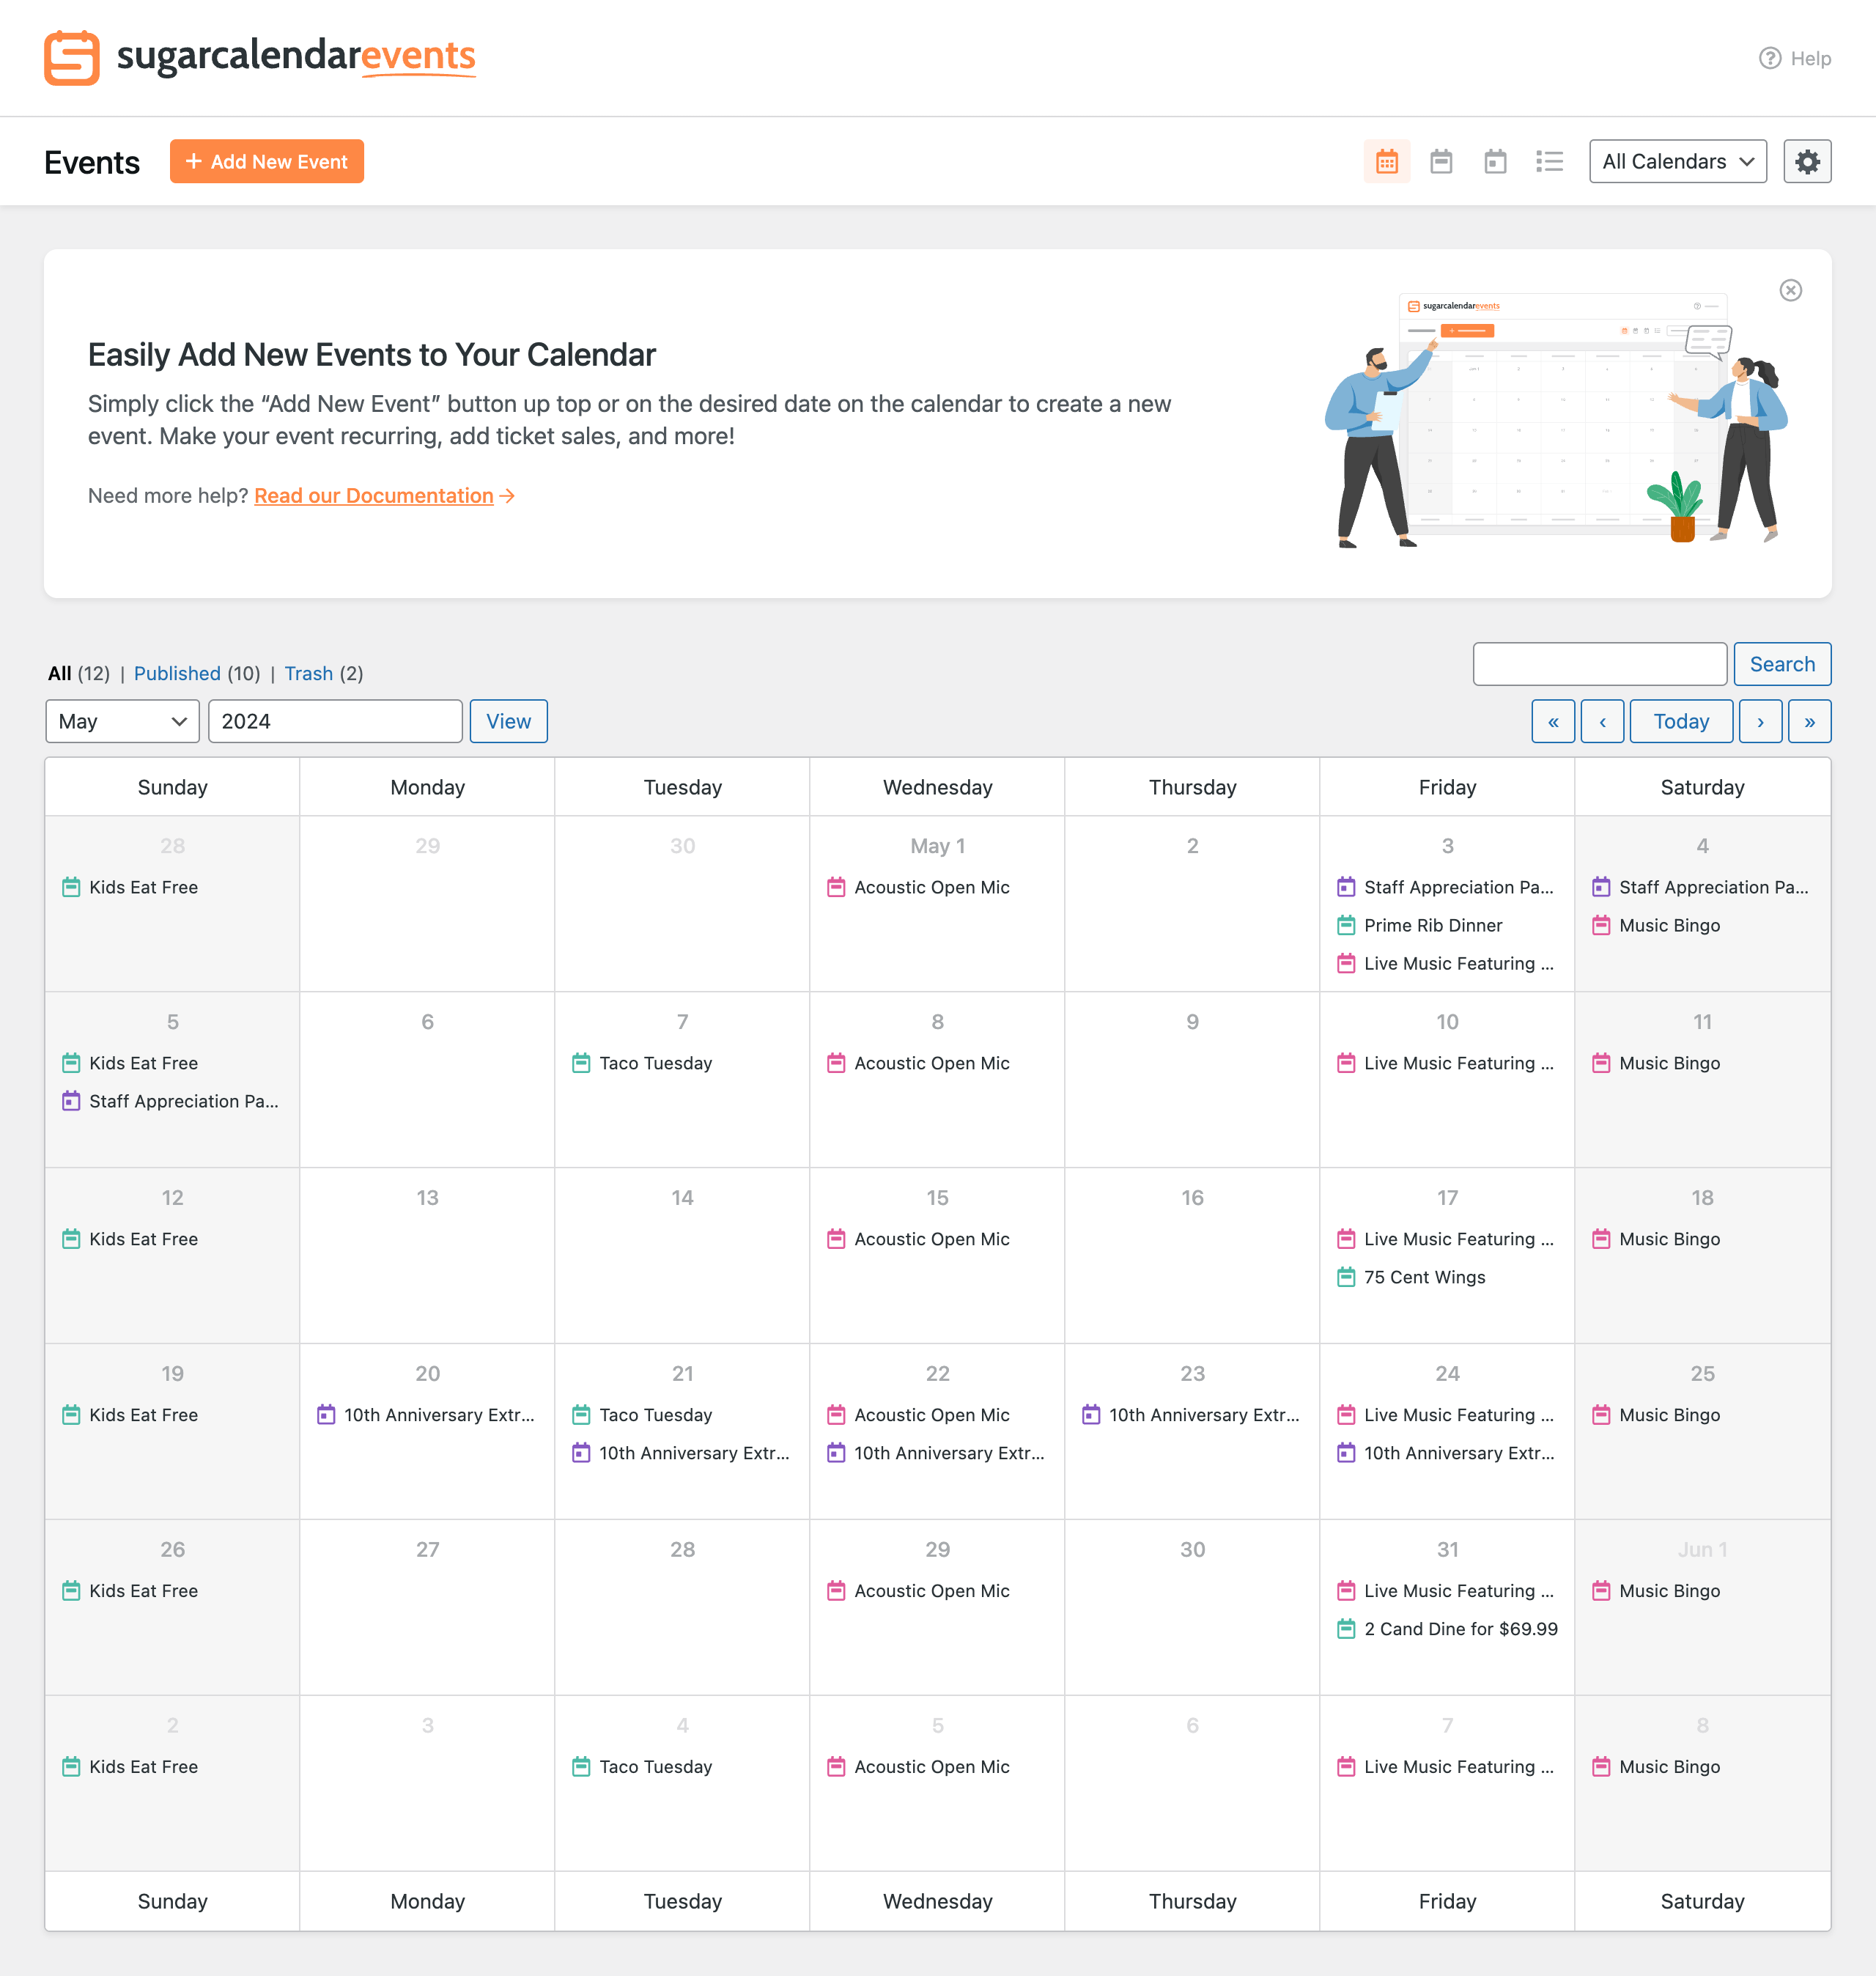 sugarcalendarevents
Help
Events
+ Add New Event
All Calendars
sugarcalendarevents
Easily Add New Events to Your Calendar
Simply click the “Add New Event” button up top or on the desired date on the calendar to create a new
event. Make your event recurring, add ticket sales, and more!
Need more help? Read our Documentation →
All (12) | Published (10) | Trash (2)
Search
May
2024
View
« ‹ Today › »
Sunday Monday Tuesday Wednesday Thursday Friday Saturday
28 29 30 May 1 2 3 4
Kids Eat Free Acoustic Open Mic Staff Appreciation Pa... Staff Appreciation Pa...
Prime Rib Dinner Music Bingo
Live Music Featuring ...
5 6 7 8 9 10 11
Kids Eat Free Taco Tuesday Acoustic Open Mic Live Music Featuring ... Music Bingo
Staff Appreciation Pa...
12 13 14 15 16 17 18
Kids Eat Free Acoustic Open Mic Live Music Featuring ... Music Bingo
75 Cent Wings
19 20 21 22 23 24 25
Kids Eat Free 10th Anniversary Extr... Taco Tuesday Acoustic Open Mic 10th Anniversary Extr... Live Music Featuring ... Music Bingo
10th Anniversary Extr... 10th Anniversary Extr... 10th Anniversary Extr...
26 27 28 29 30 31 Jun 1
Kids Eat Free Acoustic Open Mic Live Music Featuring ... Music Bingo
2 Cand Dine for $69.99
2 3 4 5 6 7 8
Kids Eat Free Taco Tuesday Acoustic Open Mic Live Music Featuring ... Music Bingo
Sunday Monday Tuesday Wednesday Thursday Friday Saturday